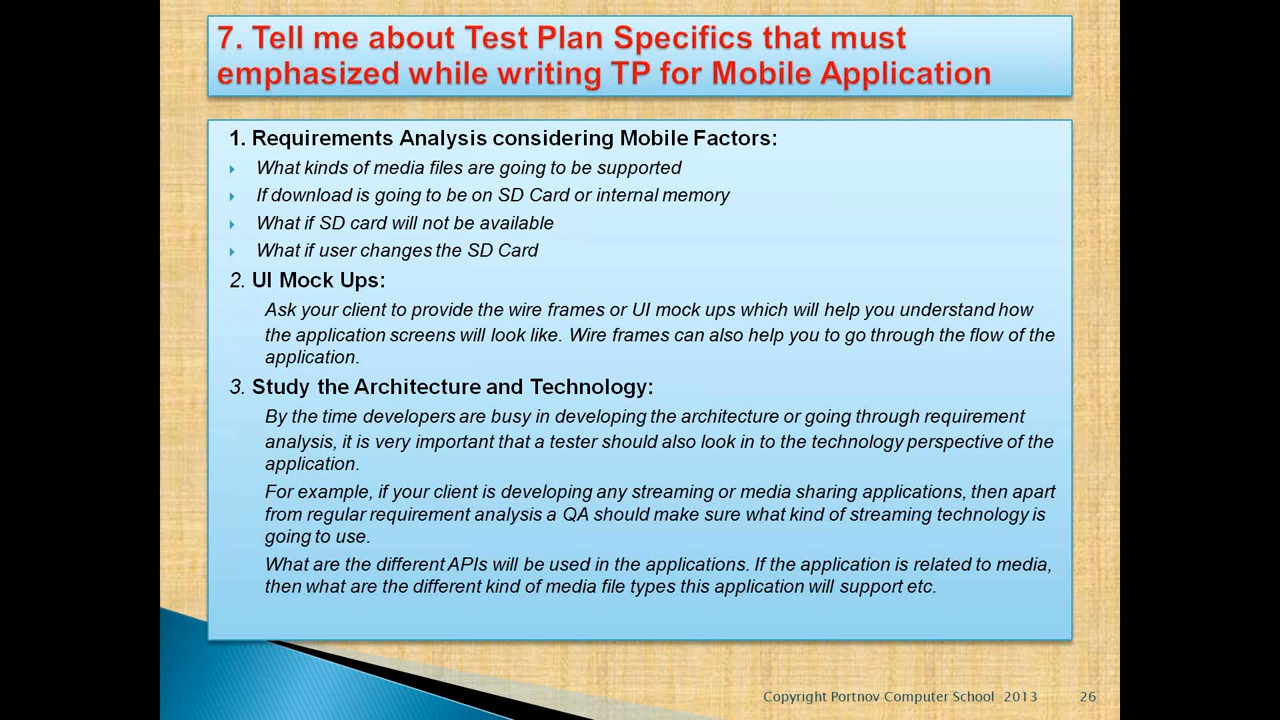 7. Tell me about Test Plan Specifics that must
emphasized while writing TP for Mobile Application
1. Requirements Analysis considering Mobile Factors:
What kinds of media files are going to be supported
If download is going to be on SD Card or internal memory
What if SD card will not be available
What if user changes the SD Card
2. UI Mock Ups:
Ask your client to provide the wire frames or UI mock ups which will help you understand how
the application screens will look like. Wire frames can also help you to go through the flow of the
application.
3. Study the Architecture and Technology:
By the time developers are busy in developing the architecture or going through requirement
analysis, it is very important that a tester should also look in to the technology perspective of the
application.
For example, if your client is developing any streaming or media sharing applications, then apart
from regular requirement analysis a QA should make sure what kind of streaming technology is
going to use.
What are the different APIs will be used in the applications. If the application is related to media,
then what are the different kind of media file types this application will support etc.
Copyright Portnov Computer School 2013 26